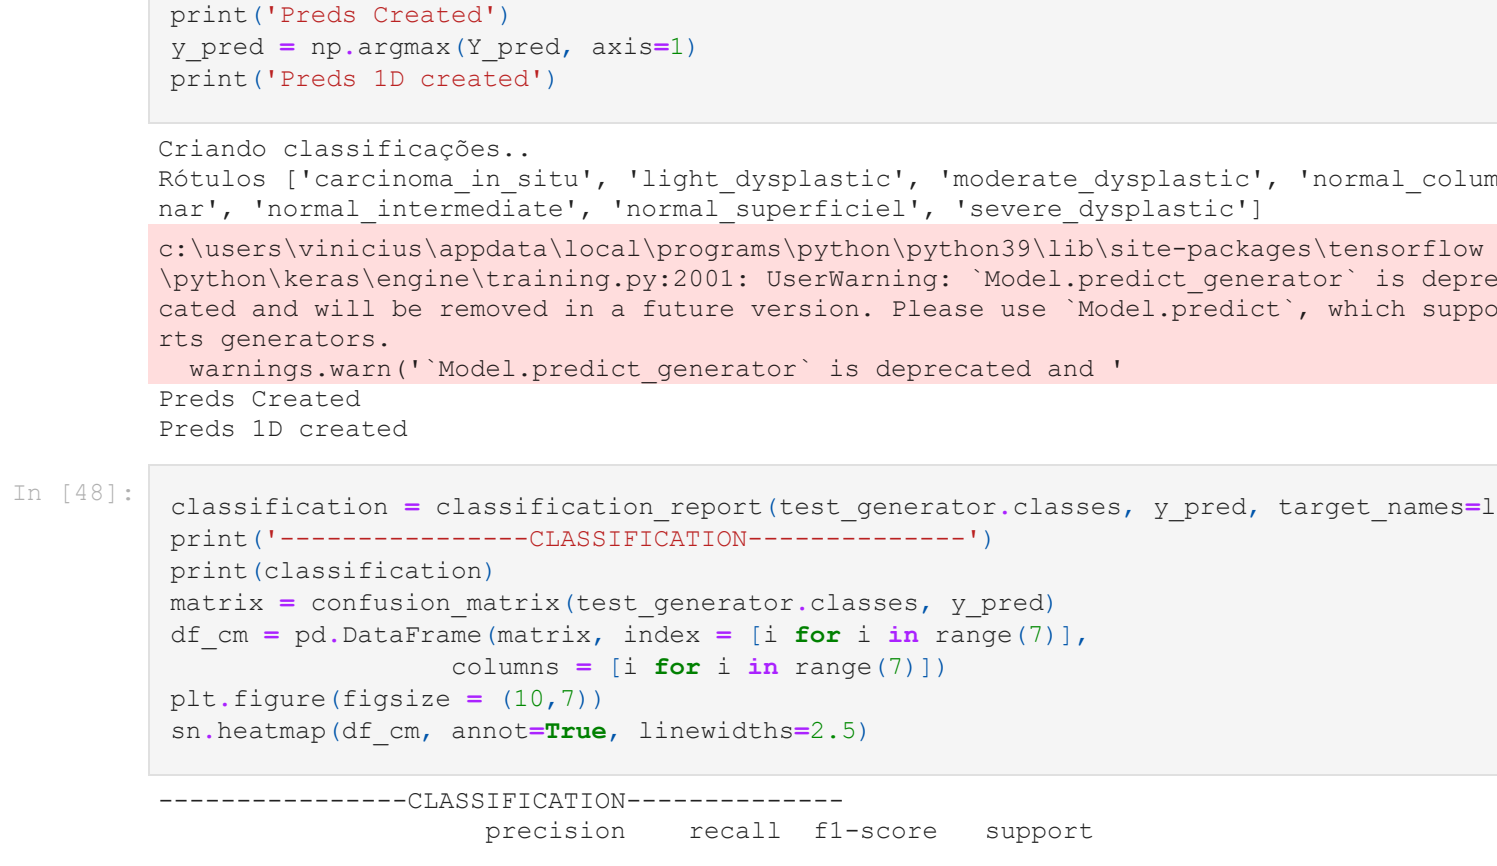 print('Preds Created')
y_pred = np.argmax(Y_pred, axis=1)
print('Preds 1D created')
Criando classificações..
Rótulos ['carcinoma_in_situ', 'light_dysplastic', 'moderate_dysplastic', 'normal_colum
nar', 'normal_intermediate', 'normal_superficiel', 'severe_dysplastic']
c:\users\vinicius\appdata\local\programs\python\python39\lib\site-packages\tensorflow
\python\keras\engine\training.py:2001: UserWarning: `Model.predict_generator` is depre
cated and will be removed in a future version. Please use `Model.predict`, which suppo
rts generators.
  warnings.warn('`Model.predict_generator` is deprecated and '
Preds Created
Preds 1D created
In [48]:
classification = classification_report(test_generator.classes, y_pred, target_names=l
print('----------------CLASSIFICATION--------------')
print(classification)
matrix = confusion_matrix(test_generator.classes, y_pred)
df_cm = pd.DataFrame(matrix, index = [i for i in range(7)],
                  columns = [i for i in range(7)])
plt.figure(figsize = (10,7))
sn.heatmap(df_cm, annot=True, linewidths=2.5)
----------------CLASSIFICATION--------------
                     precision    recall  f1-score   support